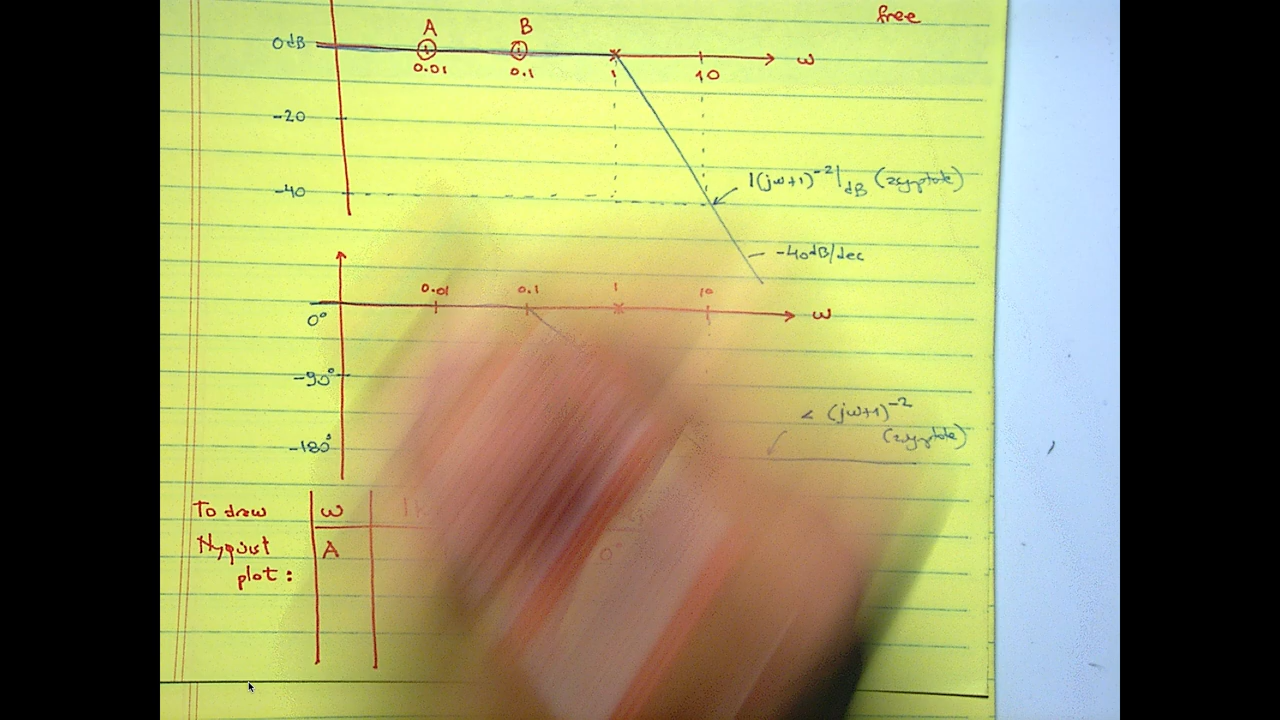 free
A B
0dB
0.01 0.1 1 10 ω
-20
-40
|(jω+1)⁻²|dB (asymptote)
-40dB/dec
0.01 0.1 1 10
0° ω
-90°
< (jω+1)⁻²
(asymptote)
-180°
To draw ω
Nyquist A
0°
plot: